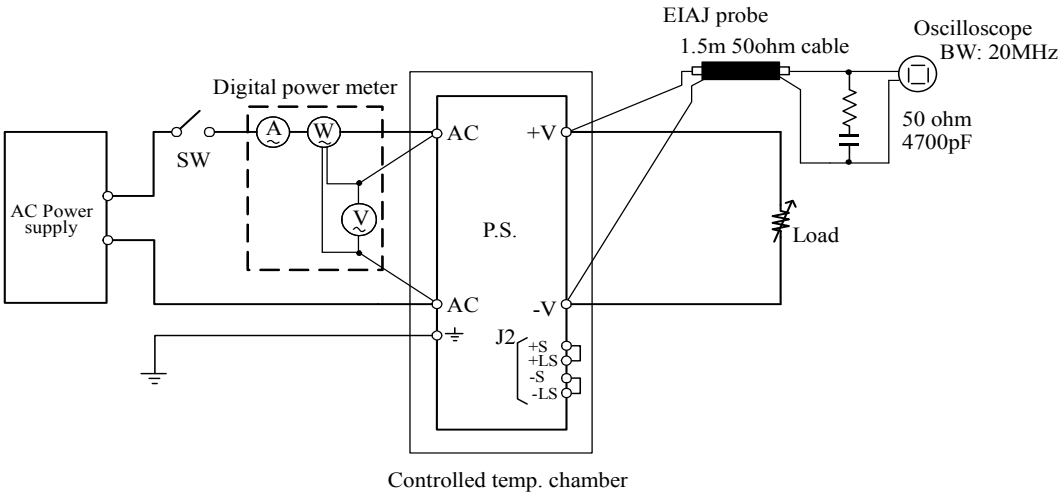 EIAJ probe
1.5m 50ohm cable
Oscilloscope
BW: 20MHz
50 ohm
4700pF
Digital power meter
A
W
V
SW
AC Power
supply
AC
AC
P.S.
+V
-V
Load
J2
+S
+LS
-S
-LS
Controlled temp. chamber